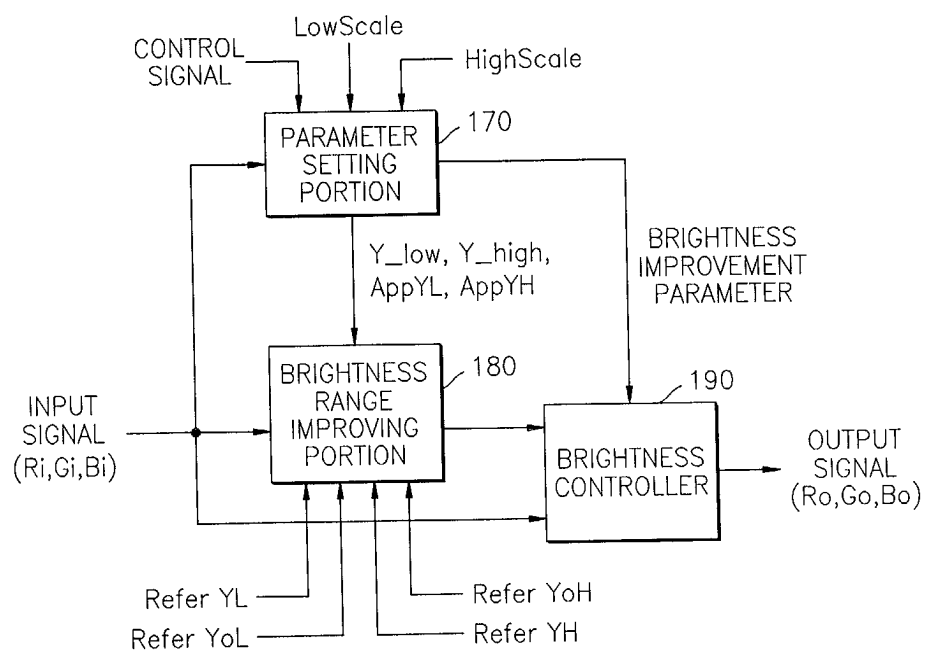 LowScale
CONTROL
SIGNAL
HighScale
170
PARAMETER
SETTING
PORTION
Y_low, Y_high,
AppYL, AppYH
BRIGHTNESS
IMPROVEMENT
PARAMETER
180
BRIGHTNESS
RANGE
IMPROVING
PORTION
190
INPUT
SIGNAL
(Ri,Gi,Bi)
BRIGHTNESS
CONTROLLER
OUTPUT
SIGNAL
(Ro,Go,Bo)
Refer YL
Refer YoH
Refer YoL
Refer YH